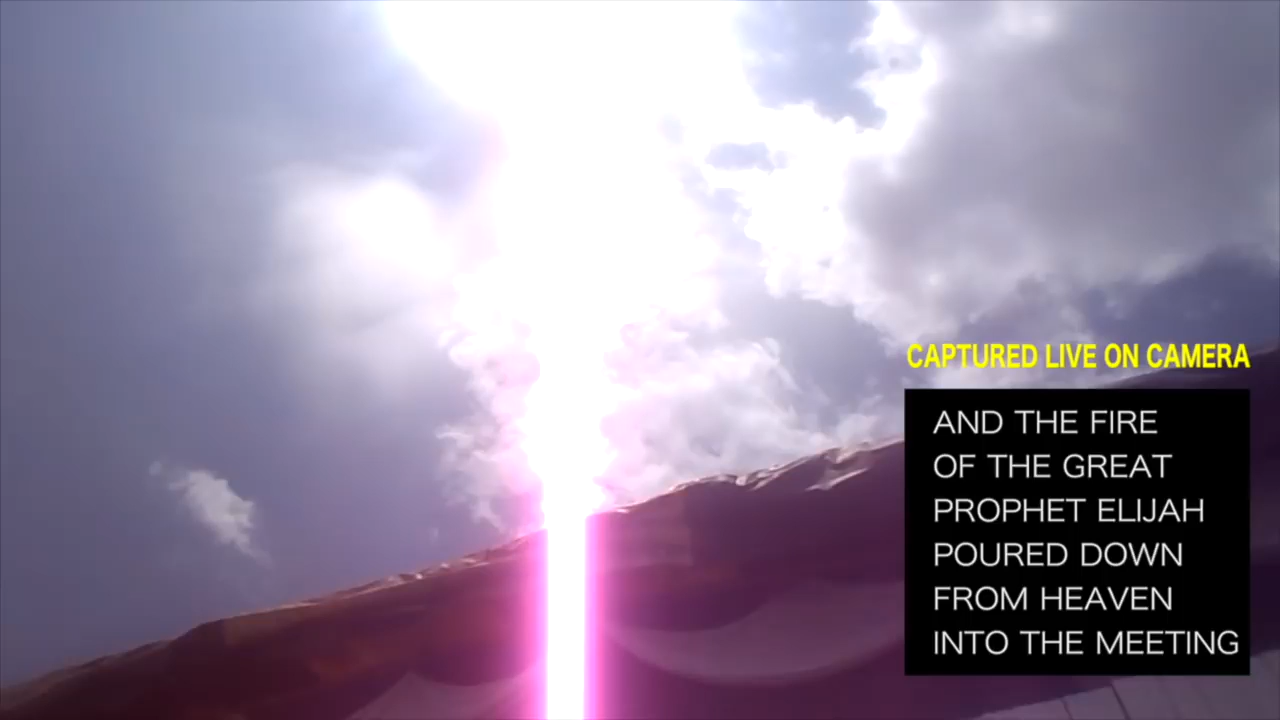 CAPTURED LIVE ON CAMERA
AND THE FIRE
OF THE GREAT
PROPHET ELIJAH
POURED DOWN
FROM HEAVEN
INTO THE MEETING